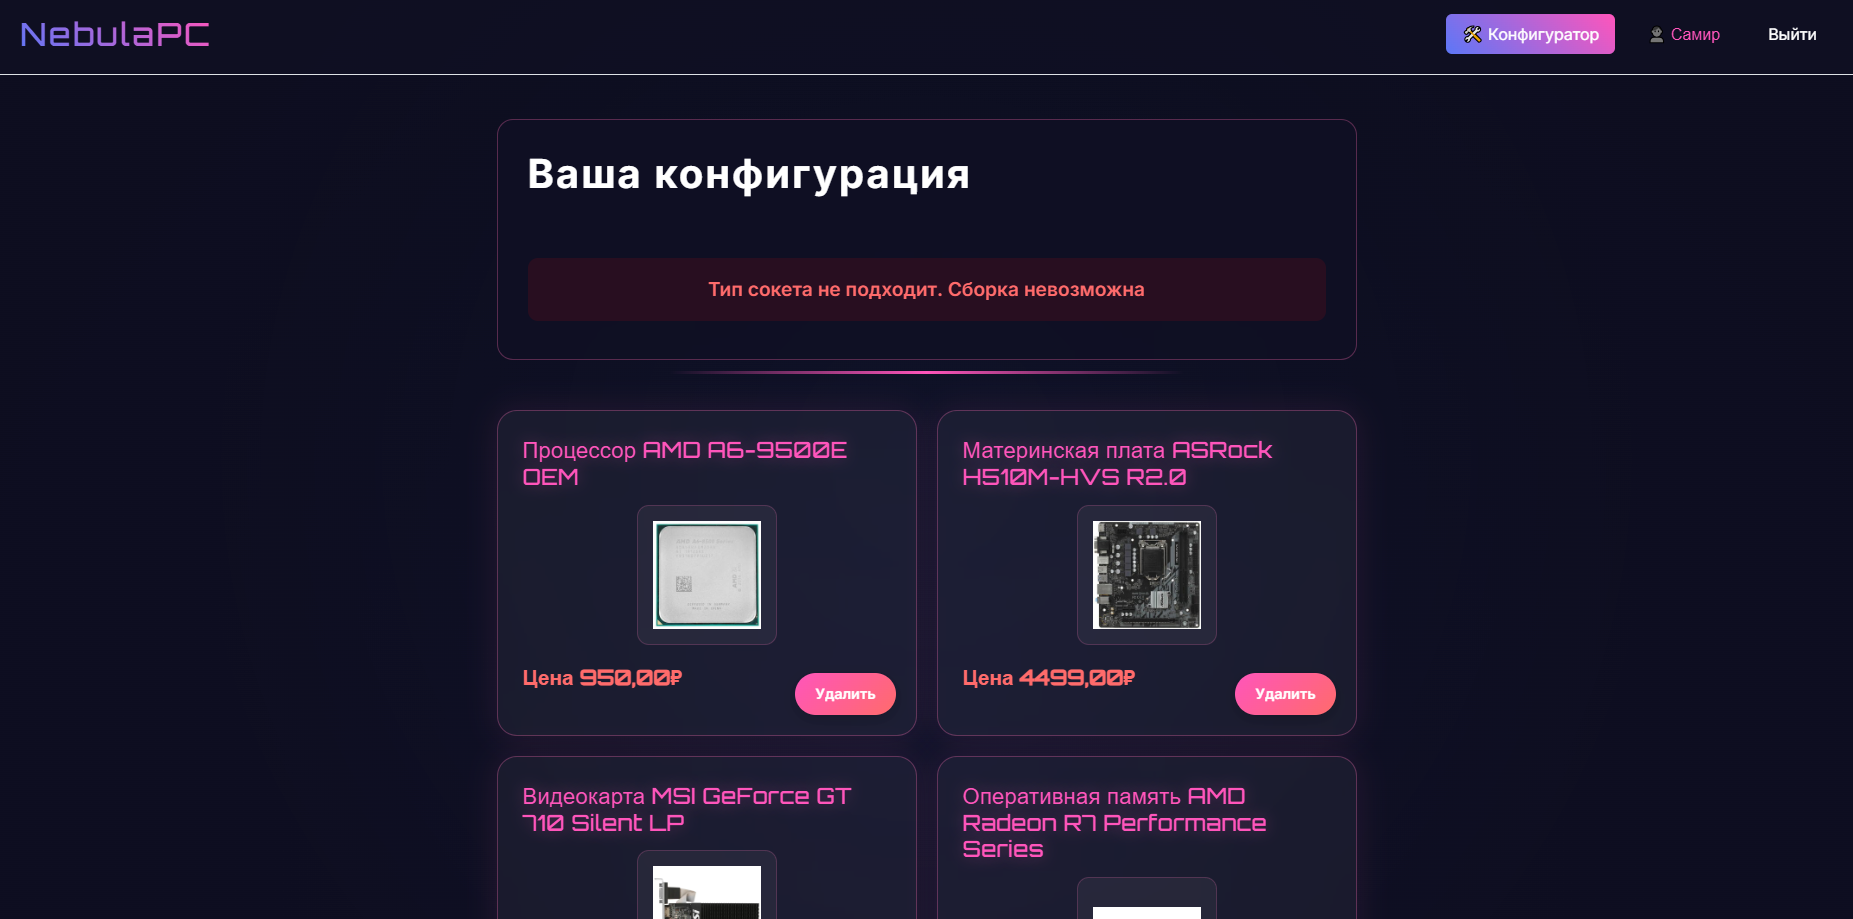 NebulaPC
🛠 Конфигуратор
Самир
Выйти
Ваша конфигурация
Тип сокета не подходит. Сборка невозможна
Процессор AMD A6-9500E
OEM
Цена 950,00₽
Удалить
Материнская плата ASRock
H510M-HVS R2.0
Цена 4499,00₽
Удалить
Видеокарта MSI GeForce GT
710 Silent LP
Оперативная память AMD
Radeon R7 Performance
Series